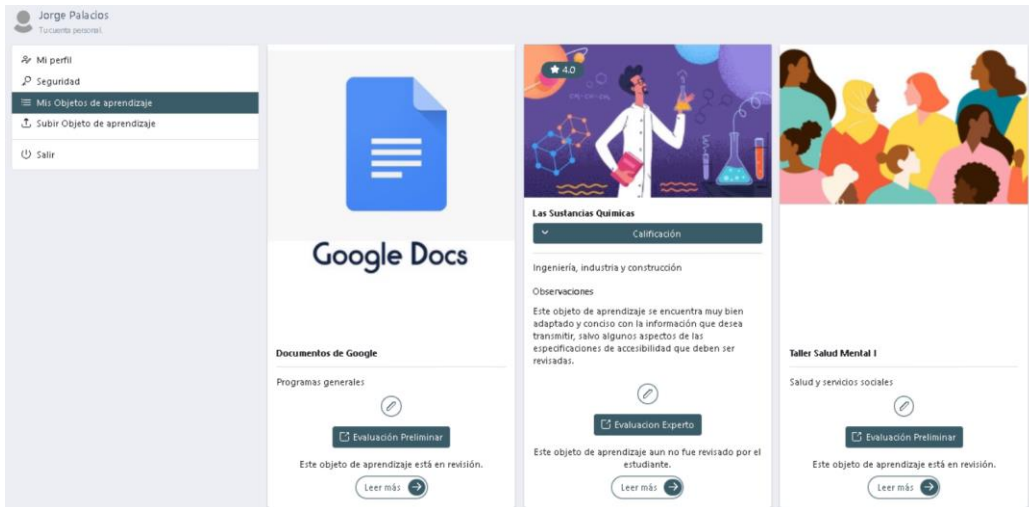 Jorge Palacios
Tu cuenta personal.
Mi perfil
Seguridad
Mis Objetos de aprendizaje
Subir Objeto de aprendizaje
Salir
Google Docs
Documentos de Google
Programas generales
Evaluación Preliminar
Este objeto de aprendizaje está en revisión.
Leer más
4.0
Las Sustancias Químicas
Calificación
Ingeniería, industria y construcción
Observaciones
Este objeto de aprendizaje se encuentra muy bien
adaptado y conciso con la información que desea
transmitir, salvo algunos aspectos de las
especificaciones de accesibilidad que deben ser
revisadas.
Evaluacion Experto
Este objeto de aprendizaje aun no fue revisado por el
estudiante.
Leer más
Taller Salud Mental I
Salud y servicios sociales
Evaluación Preliminar
Este objeto de aprendizaje está en revisión.
Leer más